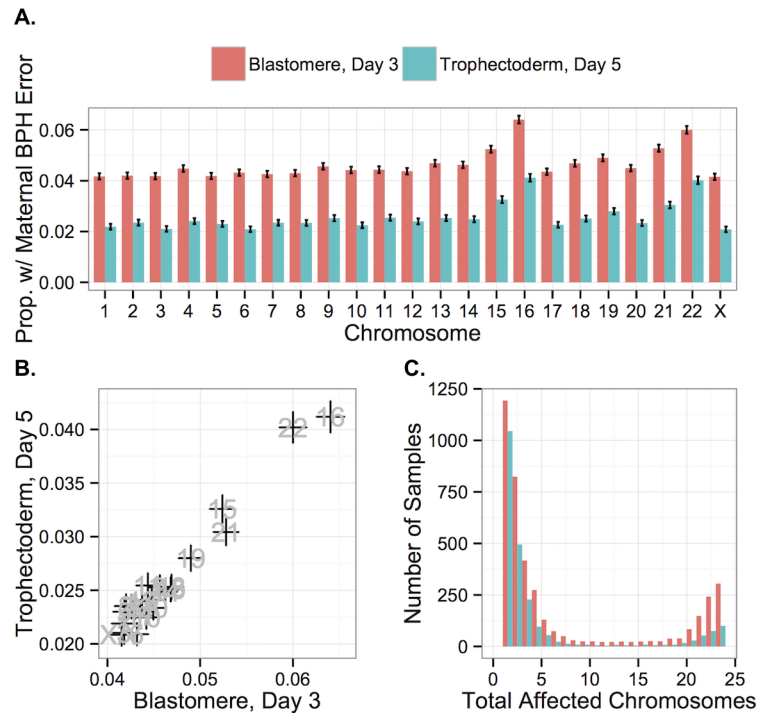 A.
Blastomere, Day 3 Trophectoderm, Day 5
Prop. w/ Maternal BPH Error
0.06
0.04
0.02
0.00
1 2 3 4 5 6 7 8 9 10 11 12 13 14 15 16 17 18 19 20 21 22 X
Chromosome
B.
Trophectoderm, Day 5
0.040
0.035
0.030
0.025
0.020
16
22
15
21
19
X
0.04 0.05 0.06
Blastomere, Day 3
C.
Number of Samples
1250
1000
750
500
250
0
0 5 10 15 20 25
Total Affected Chromosomes